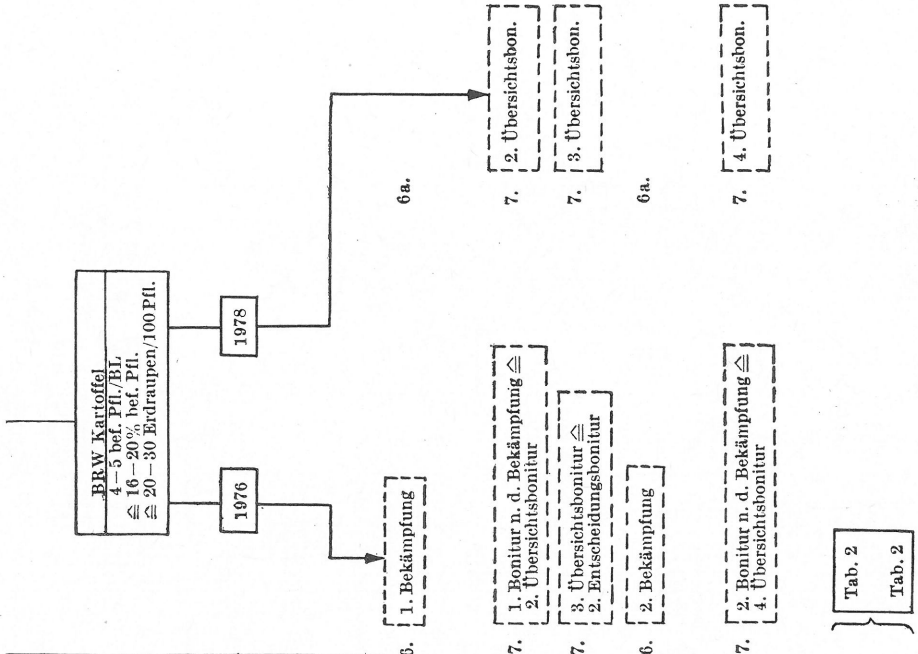 BRW Kartoffel
4—5 bef. Pfl./BL
≙ 16—20% bef. Pfl.
≙ 20—30 Erdraupen/100 Pfl.
1976
1978
6.
1. Bekämpfung
6a.
7.
1. Bonitur n. d. Bekämpfung ≙
2. Übersichtsbonitur
7.
2. Übersichtsbon.
7.
3. Übersichtsbonitur ≙
2. Entscheidungsbonitur
7.
3. Übersichtsbon.
6.
2. Bekämpfung
6a.
7.
2. Bonitur n. d. Bekämpfung ≙
4. Übersichtsbonitur
7.
4. Übersichtsbon.
Tab. 2
Tab. 2